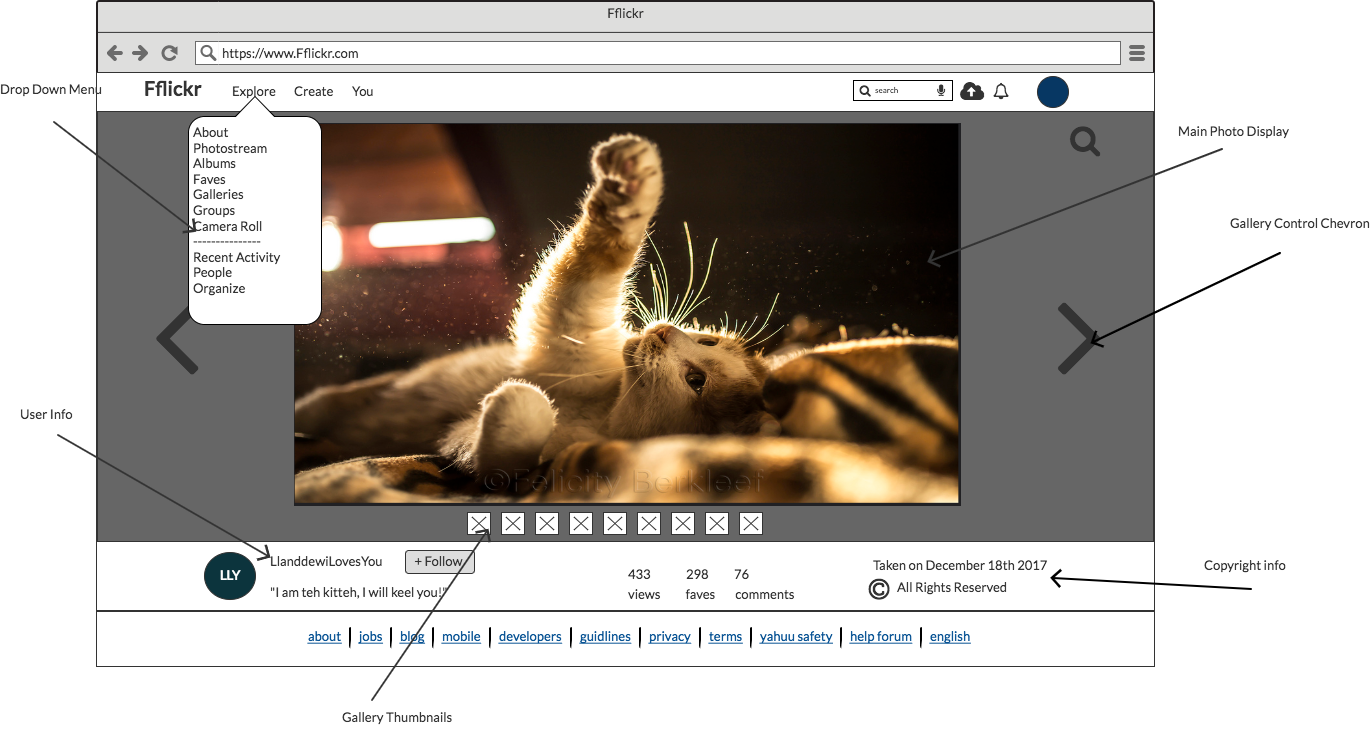 Fflickr
https://www.Fflickr.com
Drop Down Menu
Fflickr
Explore Create You
search
About
Photostream
Albums
Faves
Galleries
Groups
Camera Roll
---------------
Recent Activity
People
Organize
Main Photo Display
Gallery Control Chevron
©Felicity Berkleef
User Info
LLY
LlanddewiLovesYou
+ Follow
"I am teh kitteh, I will keel you!"
433 298 76
views faves comments
Taken on December 18th 2017
© All Rights Reserved
Copyright info
about | jobs | blog | mobile | developers | guidlines | privacy | terms | yahuu safety | help forum | english
Gallery Thumbnails